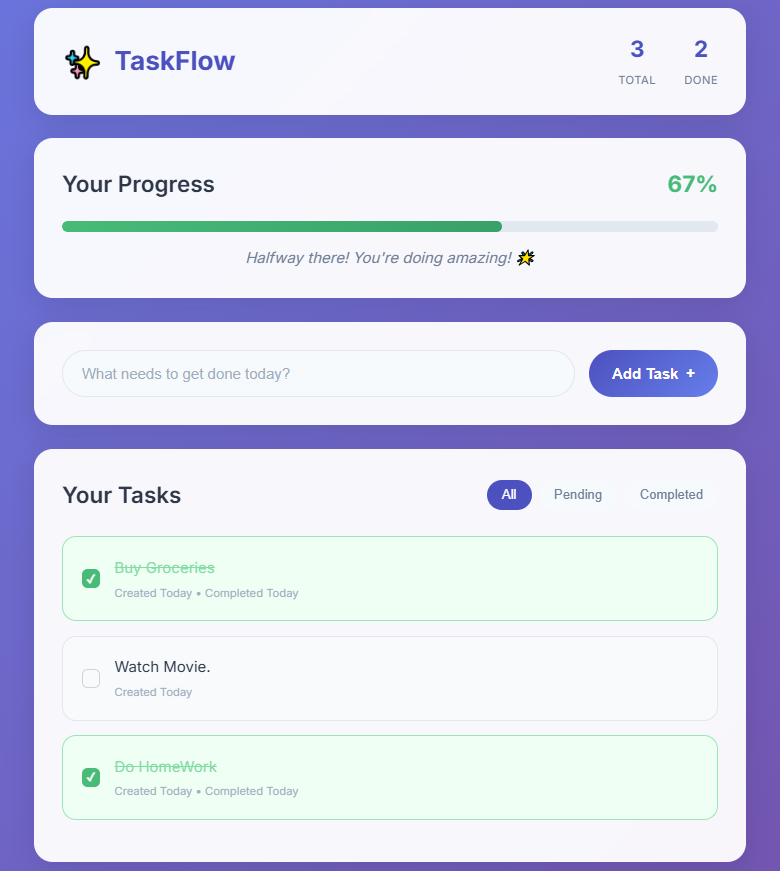 TaskFlow
3
2
TOTAL
DONE
Your Progress
67%
Halfway there! You're doing amazing! 🌟
What needs to get done today?
Add Task +
Your Tasks
All
Pending
Completed
Buy Groceries
Created Today • Completed Today
Watch Movie.
Created Today
Do HomeWork
Created Today • Completed Today